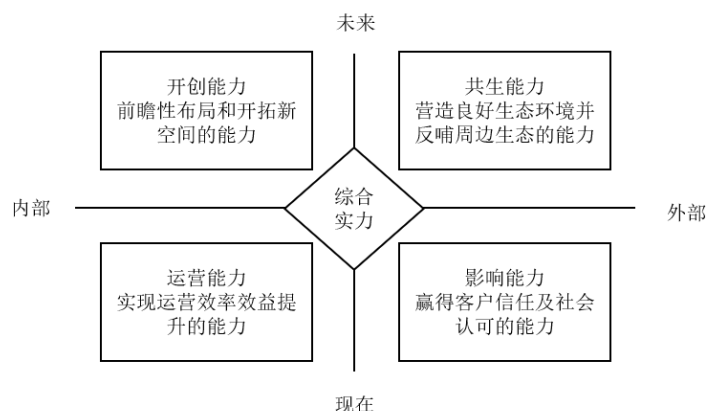 未来
开创能力
前瞻性布局和开拓新
空间的能力
共生能力
营造良好生态环境并
反哺周边生态的能力
内部
综合
实力
外部
运营能力
实现运营效率效益提
升的能力
影响能力
赢得客户信任及社会
认可的能力
现在